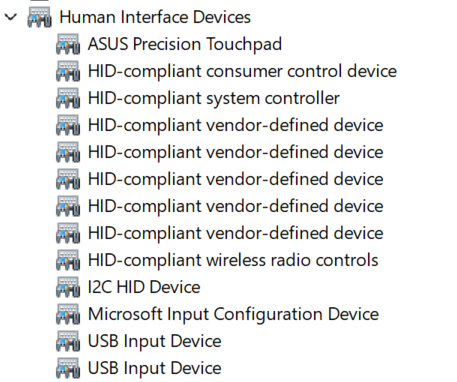 Human Interface Devices
ASUS Precision Touchpad
HID-compliant consumer control device
HID-compliant system controller
HID-compliant vendor-defined device
HID-compliant vendor-defined device
HID-compliant vendor-defined device
HID-compliant vendor-defined device
HID-compliant vendor-defined device
HID-compliant wireless radio controls
I2C HID Device
Microsoft Input Configuration Device
USB Input Device
USB Input Device